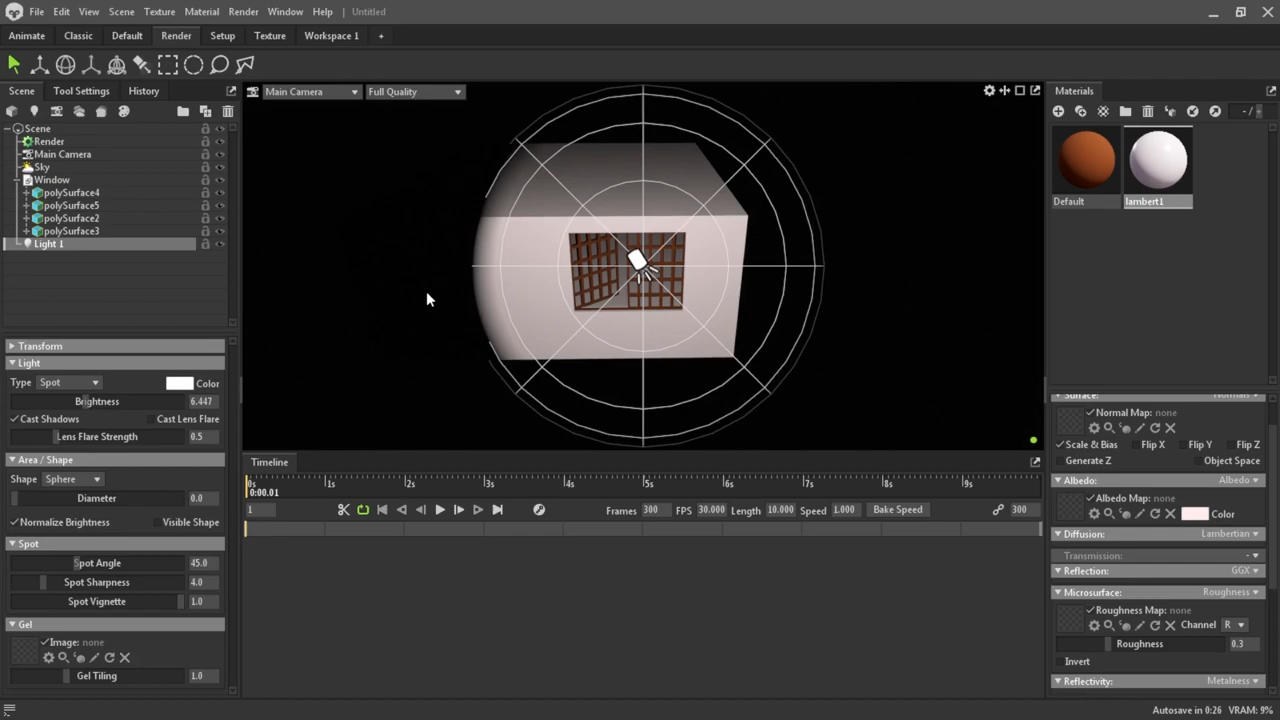 File Edit View Scene Texture Material Render Window Help Untitled
Animate Classic Default Render Setup Texture Workspace 1 +
Scene Tool Settings History
Main Camera Full Quality
Materials
- /
Scene
Render
Main Camera
Sky
Window
polySurface4
polySurface5
polySurface2
polySurface3
Light 1
Default lambert1
Transform
Light
Type Spot Color
Brightness 6.447
Cast Shadows Cast Lens Flare
Lens Flare Strength 0.5
Area / Shape
Shape Sphere
Diameter 0.0
Normalize Brightness Visible Shape
Spot
Spot Angle 45.0
Spot Sharpness 4.0
Spot Vignette 1.0
Gel
Image: none
Gel Tiling 1.0
Timeline
0s 1s 2s 3s 4s 5s 6s 7s 8s 9s
0:00.01
1 Frames 300 FPS 30.000 Length 10.000 Speed 1.000 Bake Speed 300
Surface: Normals
Normal Map: none
Scale & Bias Flip X Flip Y Flip Z
Generate Z Object Space
Albedo: Albedo
Albedo Map: none
Color
Diffusion: Lambertian
Transmission: -
Reflection: GGX
Microsurface: Roughness
Roughness Map: none
Channel R
Roughness 0.3
Invert
Reflectivity: Metalness
Autosave in 0:26 VRAM: 9%